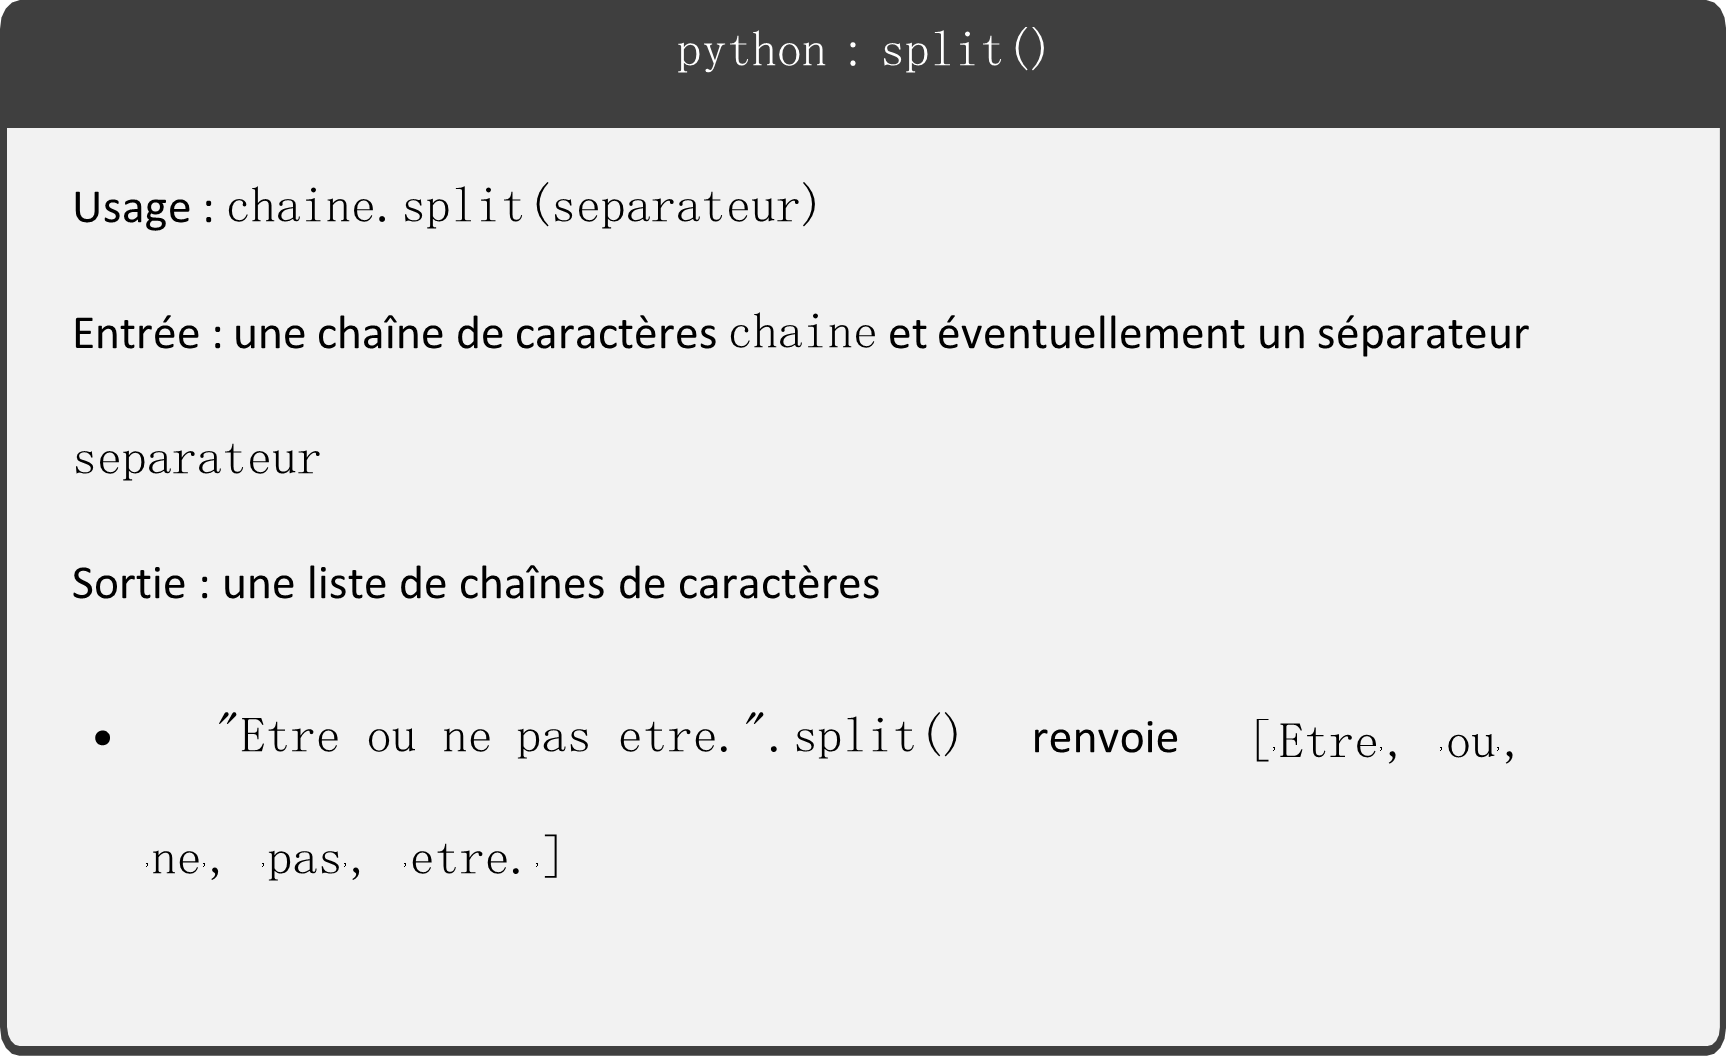 python : split()
Usage : chaine.split(separateur)
Entrée : une chaîne de caractères chaine et éventuellement un séparateur
separateur
Sortie : une liste de chaînes de caractères
• "Etre ou ne pas etre.".split() renvoie ['Etre', 'ou',
'ne', 'pas', 'etre.']